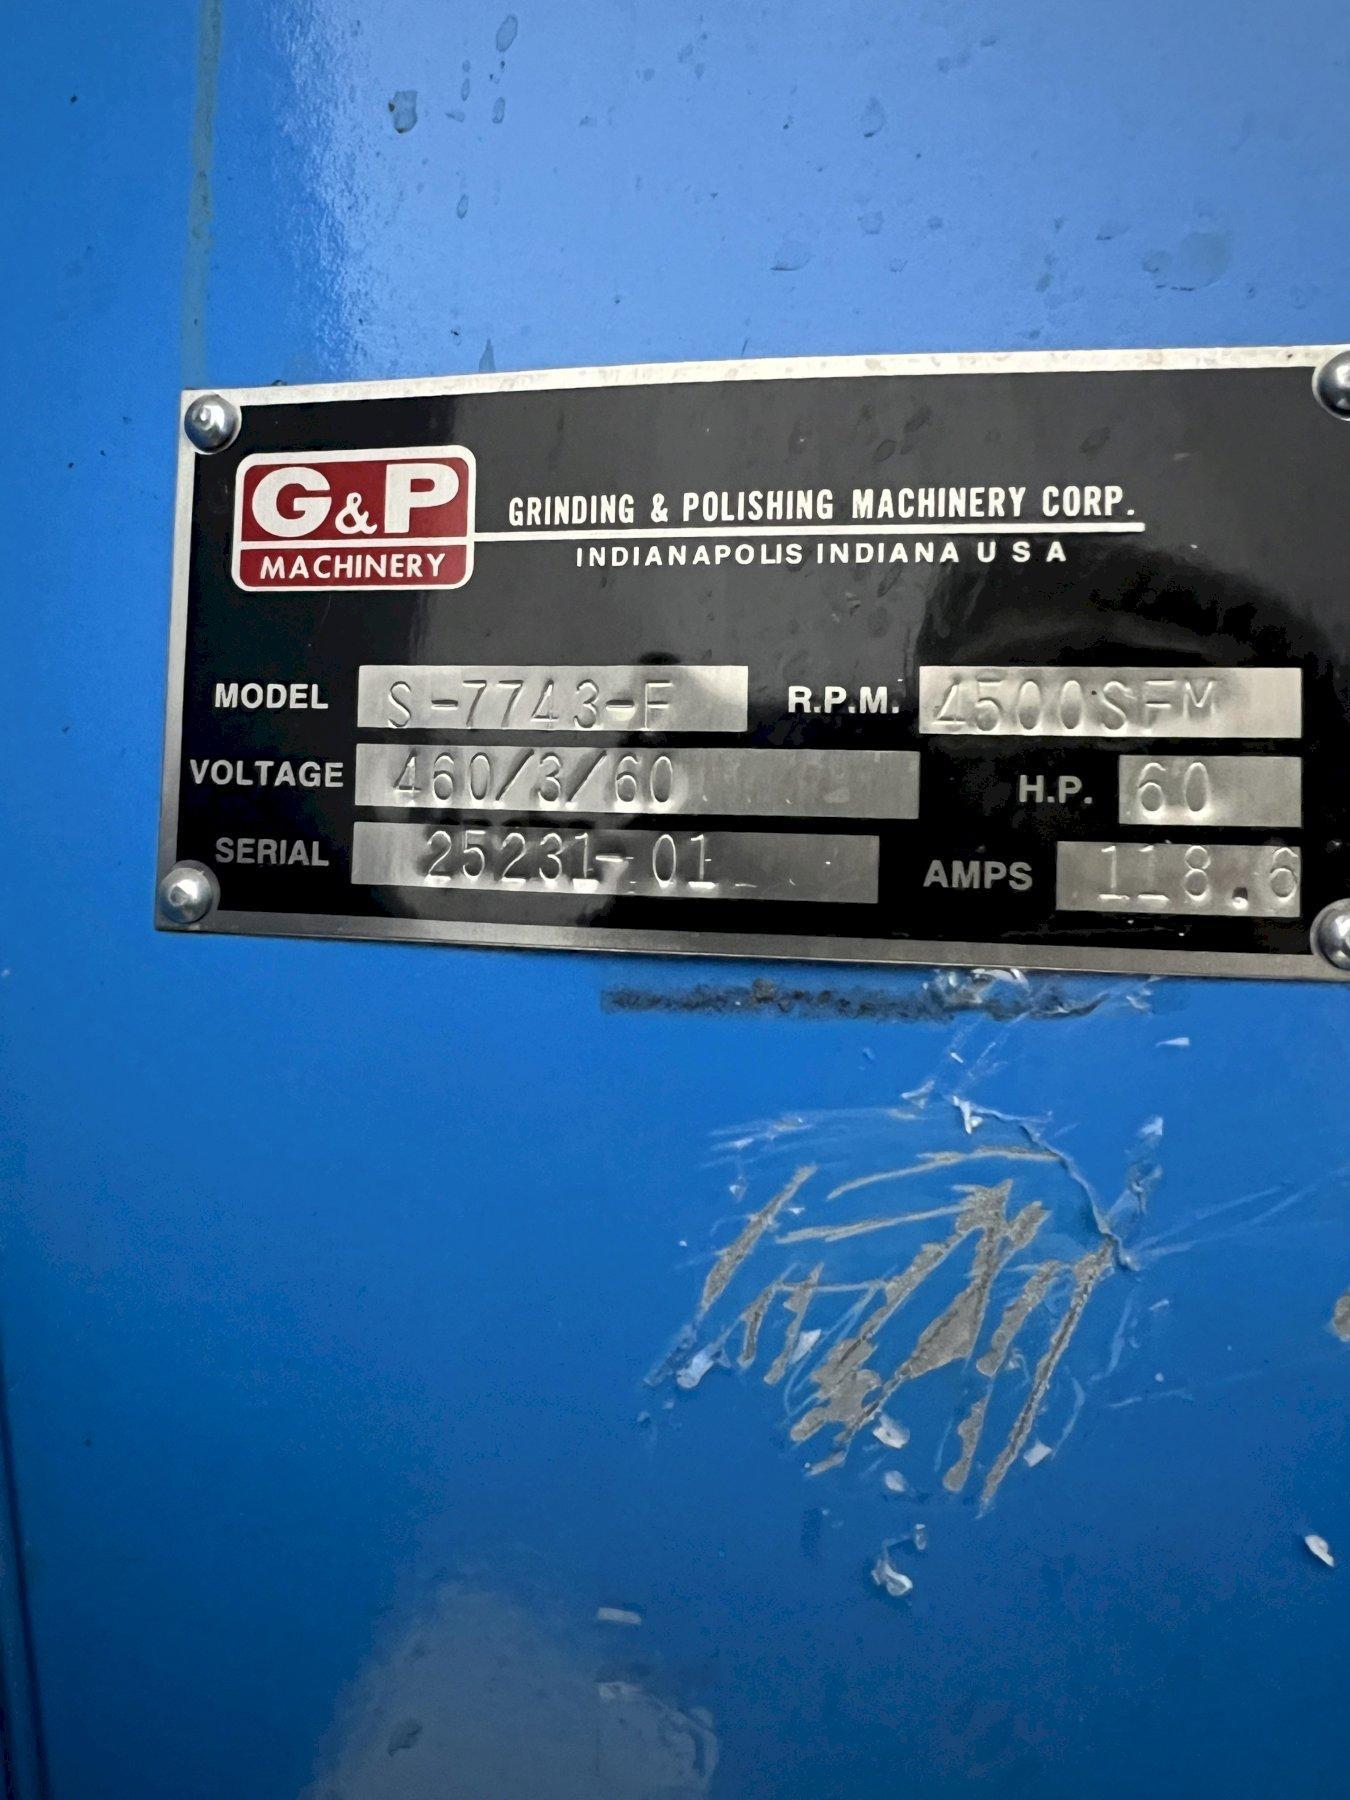 G&P
MACHINERY
GRINDING & POLISHING MACHINERY CORP.
INDIANAPOLIS INDIANA U S A
MODEL S-7743-F R.P.M. 4500SFM
VOLTAGE 460/3/60 H.P. 60
SERIAL 25231-01 AMPS 118.6